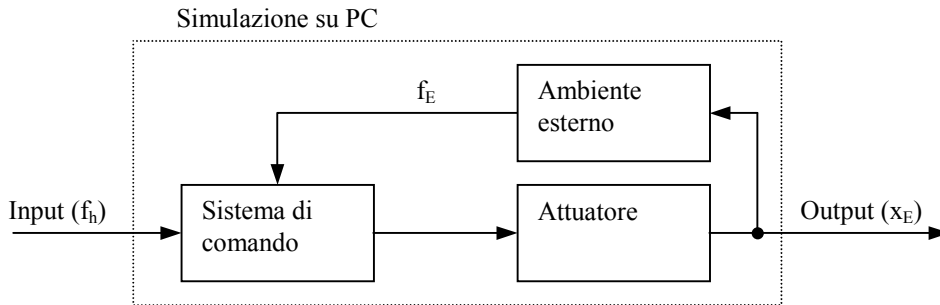 Simulazione su PC
f_E
Ambiente
esterno
Input (f_h)
Sistema di
comando
Attuatore
Output (x_E)